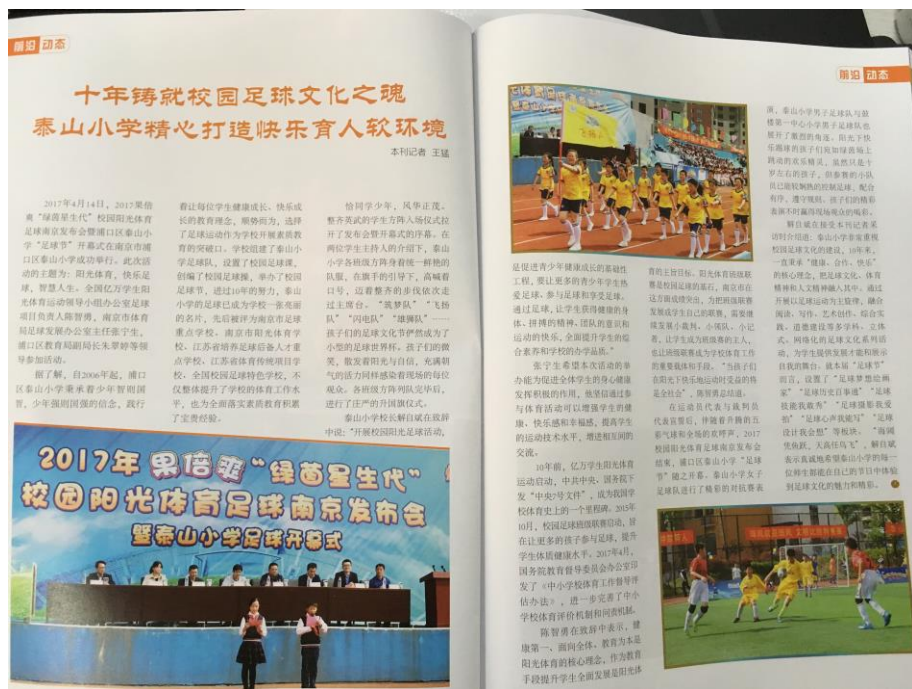 前沿 动态
十年铸就校园足球文化之魂
泰山小学精心打造快乐育人软环境
本刊记者 王猛
2017年4月14日，2017果倍
爽“绿茵星生代”校园阳光体育
足球南京发布会暨浦口区泰山小
学“足球节”开幕式在南京市浦
口区泰山小学成功举行。此次活
动的主题为：阳光体育，快乐足
球，智慧人生。全国亿万学生阳
光体育运动领导小组办公室足球
项目负责人陈智勇，南京市体育
局足球发展办公室主任张宁生，
浦口区教育局副局长朱翠婷等领
导参加活动。
据了解，自2006年起，浦口
区泰山小学秉承着少年智则国
智，少年强则国强的信念，践行
着让每位学生健康成长、快乐成
长的教育理念，顺势而为，选择
了足球运动作为学校开展素质教
育的突破口。学校组建了泰山小
学足球队，设置了校园足球课，
创编了校园足球操，举办了校园
足球节，进过10年的努力，泰山
小学的足球已成为学校一张亮丽
的名片，先后被评为南京市足球
重点学校、南京市阳光体育学
校、江苏省培养足球后备人才重
点学校、江苏省体育传统项目学
校、全国校园足球特色学校，不
仅整体提升了学校的体育工作水
平，也为全面落实素质教育积累
了宝贵经验。
恰同学少年，风华正茂。
整齐英武的学生方阵入场仪式拉
开了发布会暨开幕式的序幕。在
两位学生主持人的介绍下，泰山
小学各班级方阵身着统一鲜艳的
队服，在旗手的引导下，高喊着
口号，迈着整齐的步伐依次走
过主席台。“筑梦队”“飞扬
队”“闪电队”“雄狮队”……
孩子们的足球文化节俨然成为了
小型的足球世界杯。孩子们的微
笑，散发着阳光与自信，充满朝
气的活力同样感染着现场的每位
观众。各班级方阵列队完毕后，
进行了庄严的升国旗仪式。
泰山小学校长解自斌在致辞
中说：“开展校园阳光足球活动，
2017年 果倍爽“绿茵星生代”
校园阳光体育足球南京发布会
暨泰山小学足球开幕式
前沿 动态
飞扬
是促进青少年健康成长的基础性
工程，要让更多的青少年学生热
爱足球、参与足球和享受足球。
通过足球，让学生获得健康的身
体、拼搏的精神、团队的意识和
运动的快乐，全面提升学生的综
合素养和学校的办学品质。”
张宁生希望本次活动的举
办能为促进全体学生的身心健康
发挥积极的作用，他坚信通过参
与体育活动可以增强学生的健
康、快乐感和幸福感，提高学生
的运动技术水平，增进相互间的
交流。
10年前，亿万学生阳光体育
运动启动，中共中央、国务院下
发“中央7号文件”，成为我国学
校体育史上的一个里程碑。2015年
10月，校园足球班级联赛启动，旨
在让更多的孩子参与足球，提升
学生体质健康水平。2017年4月，
国务院教育督导委员会办公室印
发了《中小学校体育工作督导评
估办法》，进一步完善了中小
学校体育评价机制和问责机制。
陈智勇在致辞中表示，健
康第一、面向全体、教育为本是
阳光体育的核心理念，作为教育
手段提升学生全面发展是阳光体
育的主旨目标。阳光体育班级联
赛是校园足球的基石，南京市在
这方面成绩突出，为把班级联赛
发展成学生自己的联赛，需要继
续发展小裁判、小领队、小记
者，让学生成为班级赛的主人，
也让班级联赛成为学校体育工作
的重要载体和手段。“当孩子们
在阳光下快乐地运动时受益的将
是全社会”，陈智勇总结道。
在运动员代表与裁判员
代表宣誓后，伴随着升腾的五
彩气球和全场的欢呼声，2017
校园阳光体育足球南京发布会
结束，浦口区泰山小学“足球
节”随之开幕。泰山小学女子
足球队进行了精彩的对抗赛表
演，泰山小学男子足球队与鼓
楼第一中心小学男子足球队也
展开了激烈的角逐。阳光下快
乐踢球的孩子们宛如绿茵场上
跳动的欢乐精灵，虽然只是十
岁左右的孩子，但参赛的小队
员已能较娴熟的控制足球，配合
有序，遵守规则。孩子们的精彩
表演不时赢得现场观众的喝彩。
解自斌在接受本刊记者采
访时介绍道：泰山小学非常重视
校园足球文化的建设，10年来，
一直秉承“健康、合作、快乐”
的核心理念，把足球文化、体育
精神和人文精神融入其中。通过
开展以足球运动为主旋律，融合
阅读、写作、艺术创作、综合实
践、道德建设等多学科、立体
式、网络化的足球文化系列活
动，为学生提供发展才能和展示
自我的舞台。就本届“足球节”
而言，设置了“足球梦想绘画
家”“足球历史百事通”“足球
技能我最秀”“足球摄影我爱
拍”“足球心声我能写”“足球
设计我会想”等板块。“海阔
凭鱼跃，天高任鸟飞”，解自斌
表示真诚地希望泰山小学的每一
位师生都能在自己的节日中体验
到足球文化的魅力和精彩。